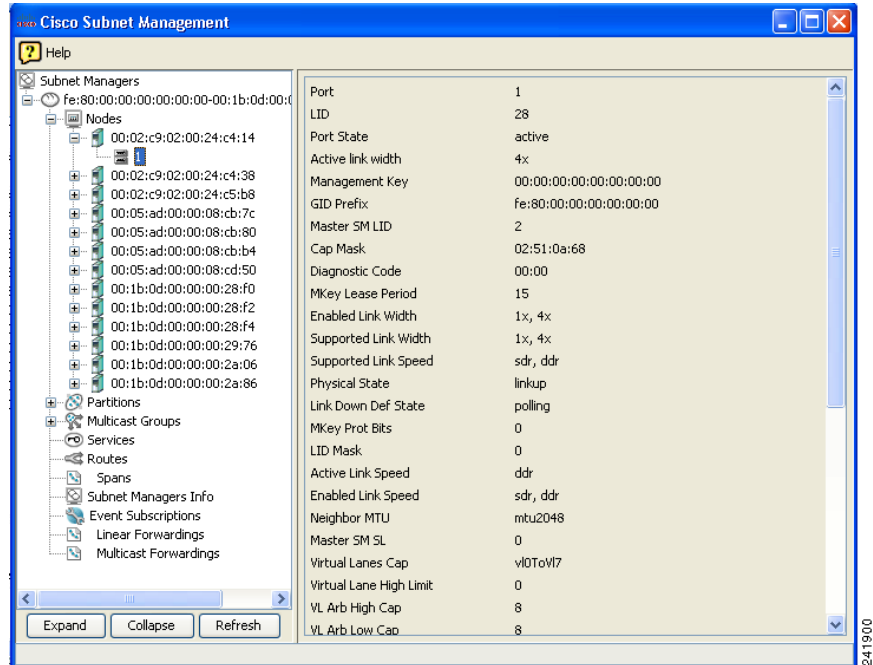 Cisco Subnet Management
Help
Subnet Managers
fe:80:00:00:00:00:00:00-00:1b:0d:00:0
Nodes
00:02:c9:02:00:24:c4:14
1
00:02:c9:02:00:24:c4:38
00:02:c9:02:00:24:c5:b8
00:05:ad:00:00:08:cb:7c
00:05:ad:00:00:08:cb:80
00:05:ad:00:00:08:cb:b4
00:05:ad:00:00:08:cd:50
00:1b:0d:00:00:00:28:f0
00:1b:0d:00:00:00:28:f2
00:1b:0d:00:00:00:28:f4
00:1b:0d:00:00:00:29:76
00:1b:0d:00:00:00:2a:06
00:1b:0d:00:00:00:2a:86
Partitions
Multicast Groups
Services
Routes
Spans
Subnet Managers Info
Event Subscriptions
Linear Forwardings
Multicast Forwardings
Expand Collapse Refresh
Port 1
LID 28
Port State active
Active link width 4x
Management Key 00:00:00:00:00:00:00:00
GID Prefix fe:80:00:00:00:00:00:00
Master SM LID 2
Cap Mask 02:51:0a:68
Diagnostic Code 00:00
MKey Lease Period 15
Enabled Link Width 1x, 4x
Supported Link Width 1x, 4x
Supported Link Speed sdr, ddr
Physical State linkup
Link Down Def State polling
MKey Prot Bits 0
LID Mask 0
Active Link Speed ddr
Enabled Link Speed sdr, ddr
Neighbor MTU mtu2048
Master SM SL 0
Virtual Lanes Cap vl0ToVl7
Virtual Lane High Limit 0
VL Arb High Cap 8
VL Arb Low Cap 8
241900